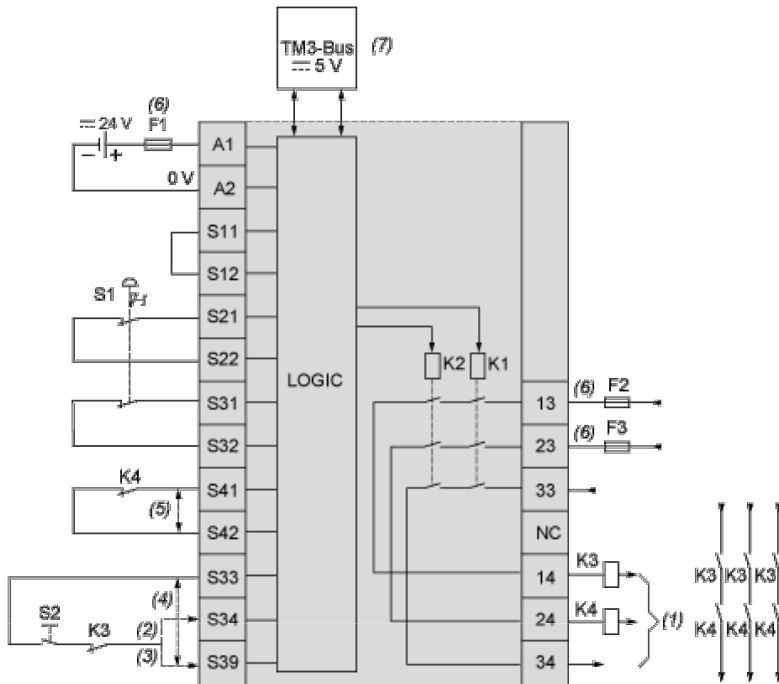 TM3-Bus (7)
5 V
(6)
24 V F1
- +
0 V
A1
A2
S11
S12
S1
S21
S22
S31
S32
K4
S41
(5)
S42
S33
(4)
S2
K3
(2)
S34
(3)
S39
LOGIC
K2 K1
13 (6) F2
23 (6) F3
33
NC
14 K3
24 K4
34
(1)
K3 K3 K3
K4 K4 K4